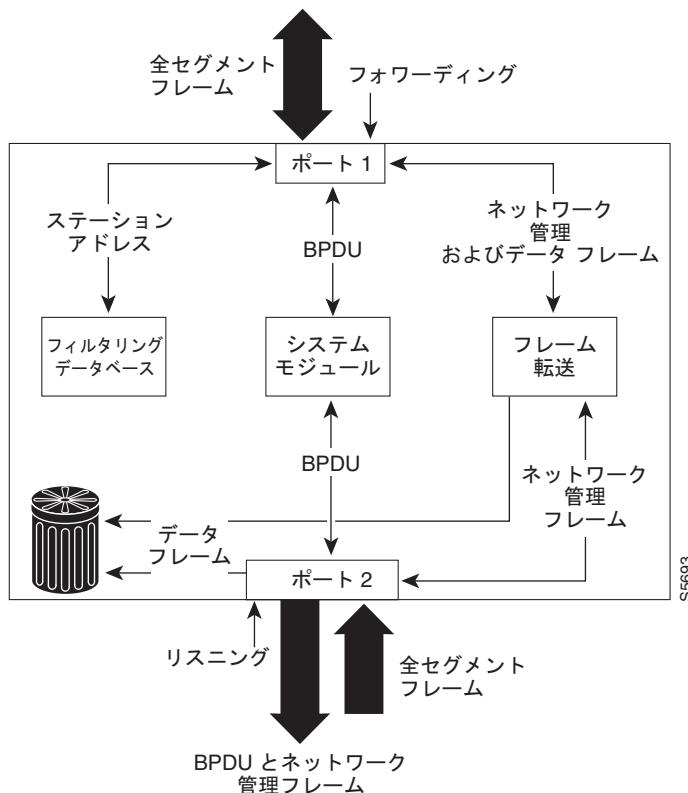 全セグメント
フレーム
フォワーディング
ポート 1
ステーション
アドレス
BPDU
ネットワーク
管理
およびデータ フレーム
フィルタリング
データベース
システム
モジュール
フレーム
転送
BPDU
ネットワーク
管理
フレーム
データ
フレーム
ポート 2
S5693
リスニング
全セグメント
フレーム
BPDU とネットワーク
管理フレーム